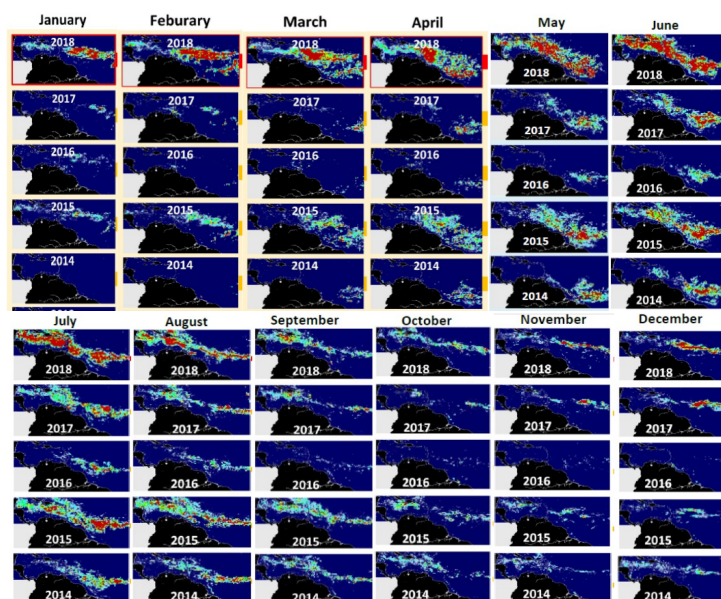 January Feburary March April May June
2018 2018 2018 2018 2018 2018
2017 2017 2017 2017 2017 2017
2016 2016 2016 2016 2016 2016
2015 2015 2015 2015 2015 2015
2014 2014 2014 2014 2014 2014
July August September October November December
2018 2018 2018 2018 2018 2018
2017 2017 2017 2017 2017 2017
2016 2016 2016 2016 2016 2016
2015 2015 2015 2015 2015 2015
2014 2014 2014 2014 2014 2014